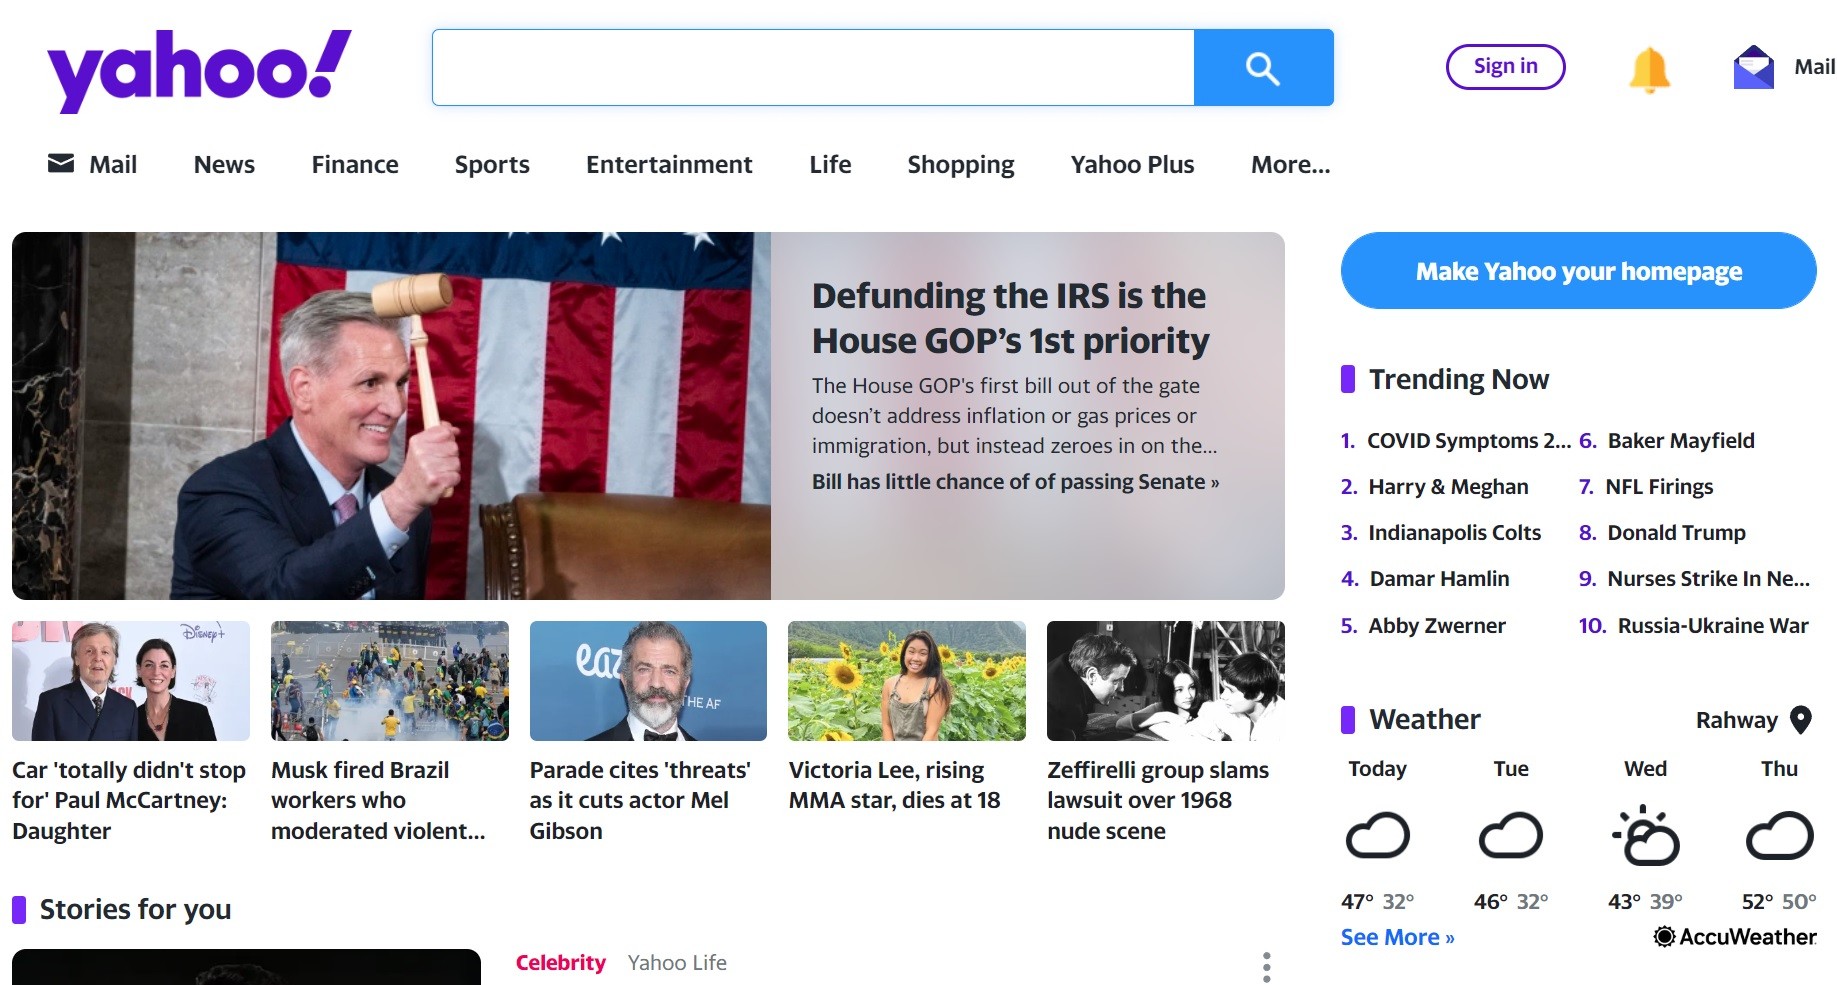 yahoo!
Sign in
Mail
Mail
News
Finance
Sports
Entertainment
Life
Shopping
Yahoo Plus
More...
Defunding the IRS is the
House GOP’s 1st priority
The House GOP's first bill out of the gate
doesn’t address inflation or gas prices or
immigration, but instead zeroes in on the...
Bill has little chance of of passing Senate »
Disney+
eaz
THE AF
Car 'totally didn't stop
for' Paul McCartney:
Daughter
Musk fired Brazil
workers who
moderated violent...
Parade cites 'threats'
as it cuts actor Mel
Gibson
Victoria Lee, rising
MMA star, dies at 18
Zeffirelli group slams
lawsuit over 1968
nude scene
Stories for you
Celebrity
Yahoo Life
Make Yahoo your homepage
Trending Now
1. COVID Symptoms 2...
2. Harry & Meghan
3. Indianapolis Colts
4. Damar Hamlin
5. Abby Zwerner
6. Baker Mayfield
7. NFL Firings
8. Donald Trump
9. Nurses Strike In Ne...
10. Russia-Ukraine War
Weather
Rahway
Today
Tue
Wed
Thu
47° 32°
46° 32°
43° 39°
52° 50°
See More »
AccuWeather